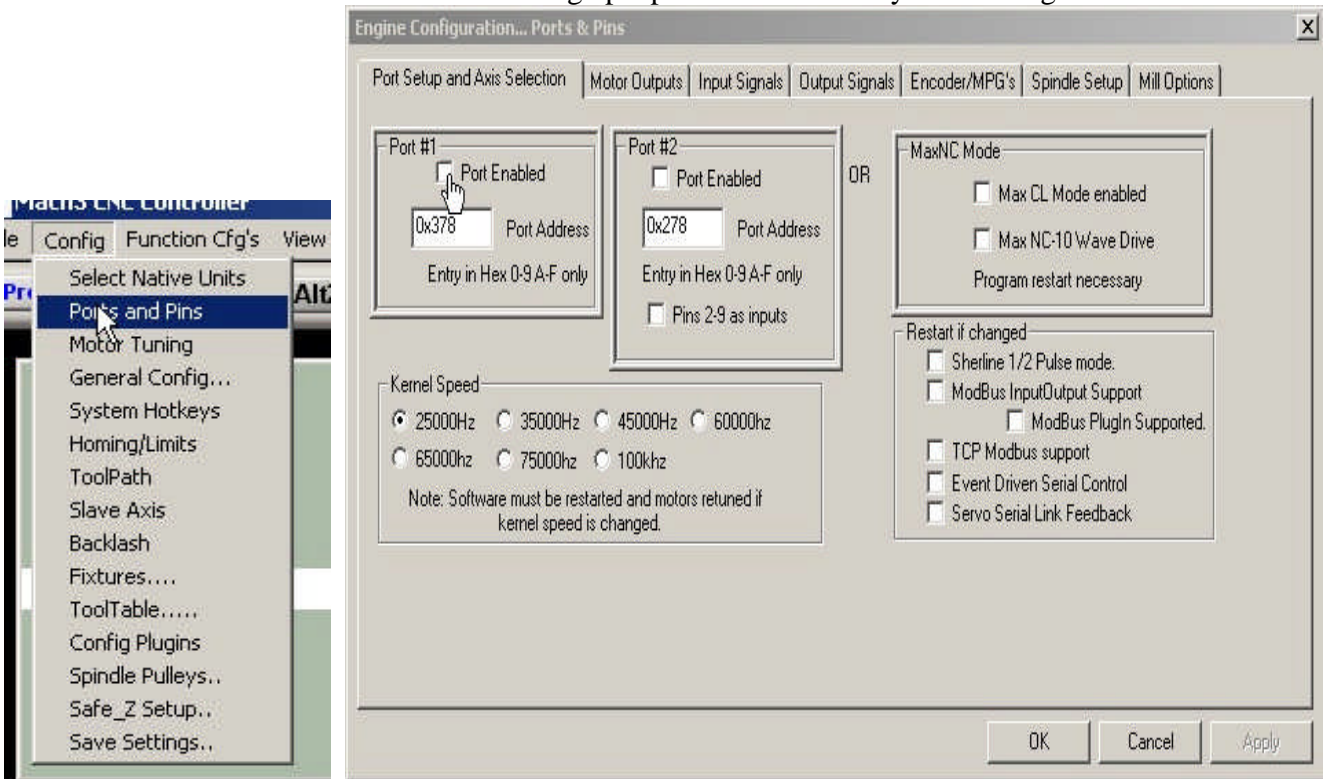 Engine Configuration... Ports & Pins
Port Setup and Axis Selection Motor Outputs Input Signals Output Signals Encoder/MPG's Spindle Setup Mill Options
Port #1
Port Enabled
0x378 Port Address
Entry in Hex 0-9 A-F only
Port #2
Port Enabled
0x278 Port Address
Entry in Hex 0-9 A-F only
Pins 2-9 as inputs
OR
MaxNC Mode
Max CL Mode enabled
Max NC-10 Wave Drive
Program restart necessary
Restart if changed
Sherline 1/2 Pulse mode.
ModBus InputOutput Support
ModBus PlugIn Supported.
TCP Modbus support
Event Driven Serial Control
Servo Serial Link Feedback
Kernel Speed
25000Hz 35000Hz 45000Hz 60000hz
65000hz 75000hz 100khz
Note: Software must be restarted and motors retuned if
kernel speed is changed.
OK Cancel Apply
Config Function Cfg's View
Select Native Units
Ports and Pins
Motor Tuning
General Config...
System Hotkeys
Homing/Limits
ToolPath
Slave Axis
Backlash
Fixtures....
ToolTable.....
Config Plugins
Spindle Pulleys..
Safe_Z Setup..
Save Settings..